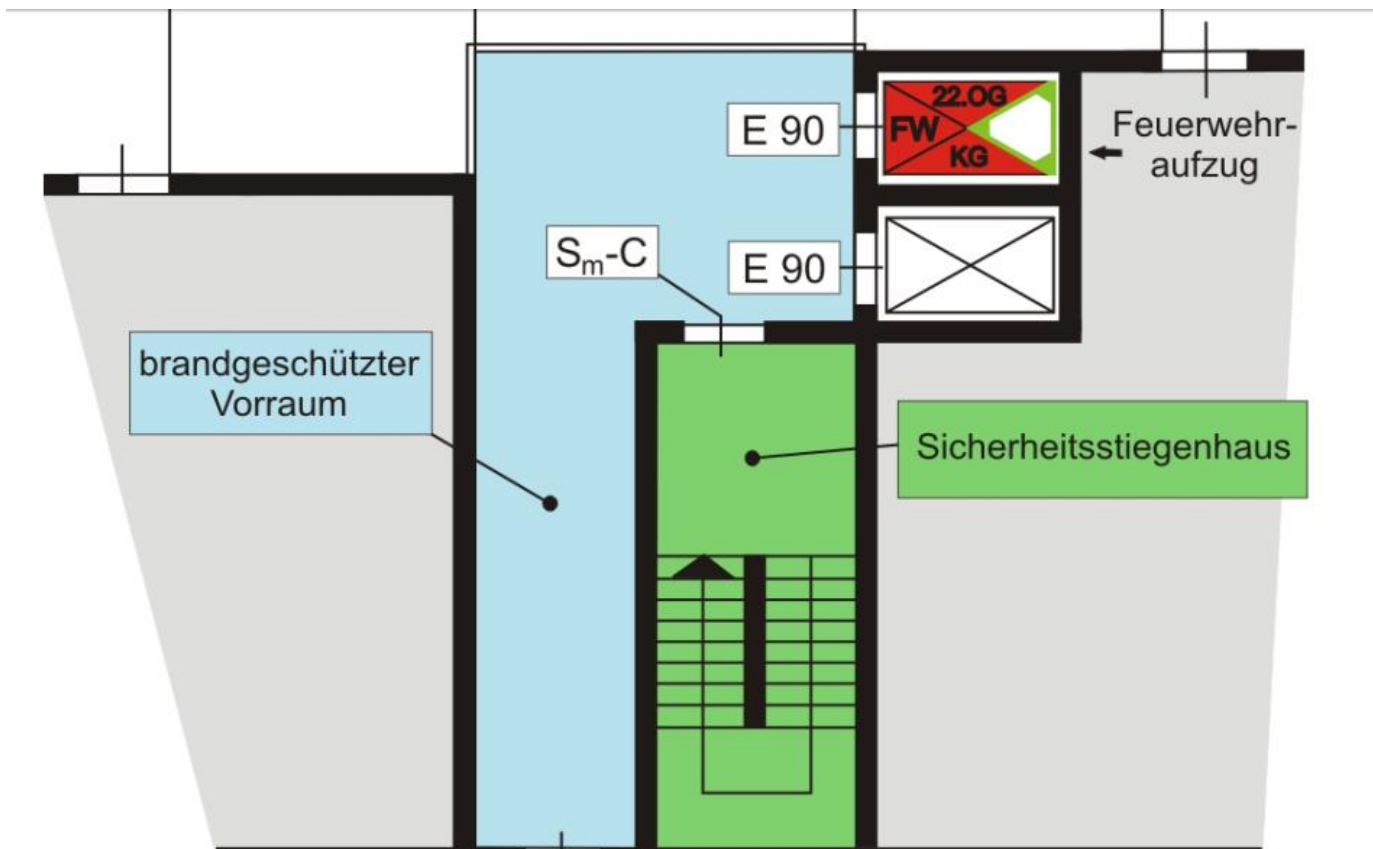 22.OG
FW
KG
E 90
Feuerwehr-
aufzug
Sm-C
E 90
brandgeschützter
Vorraum
Sicherheitsstiegenhaus